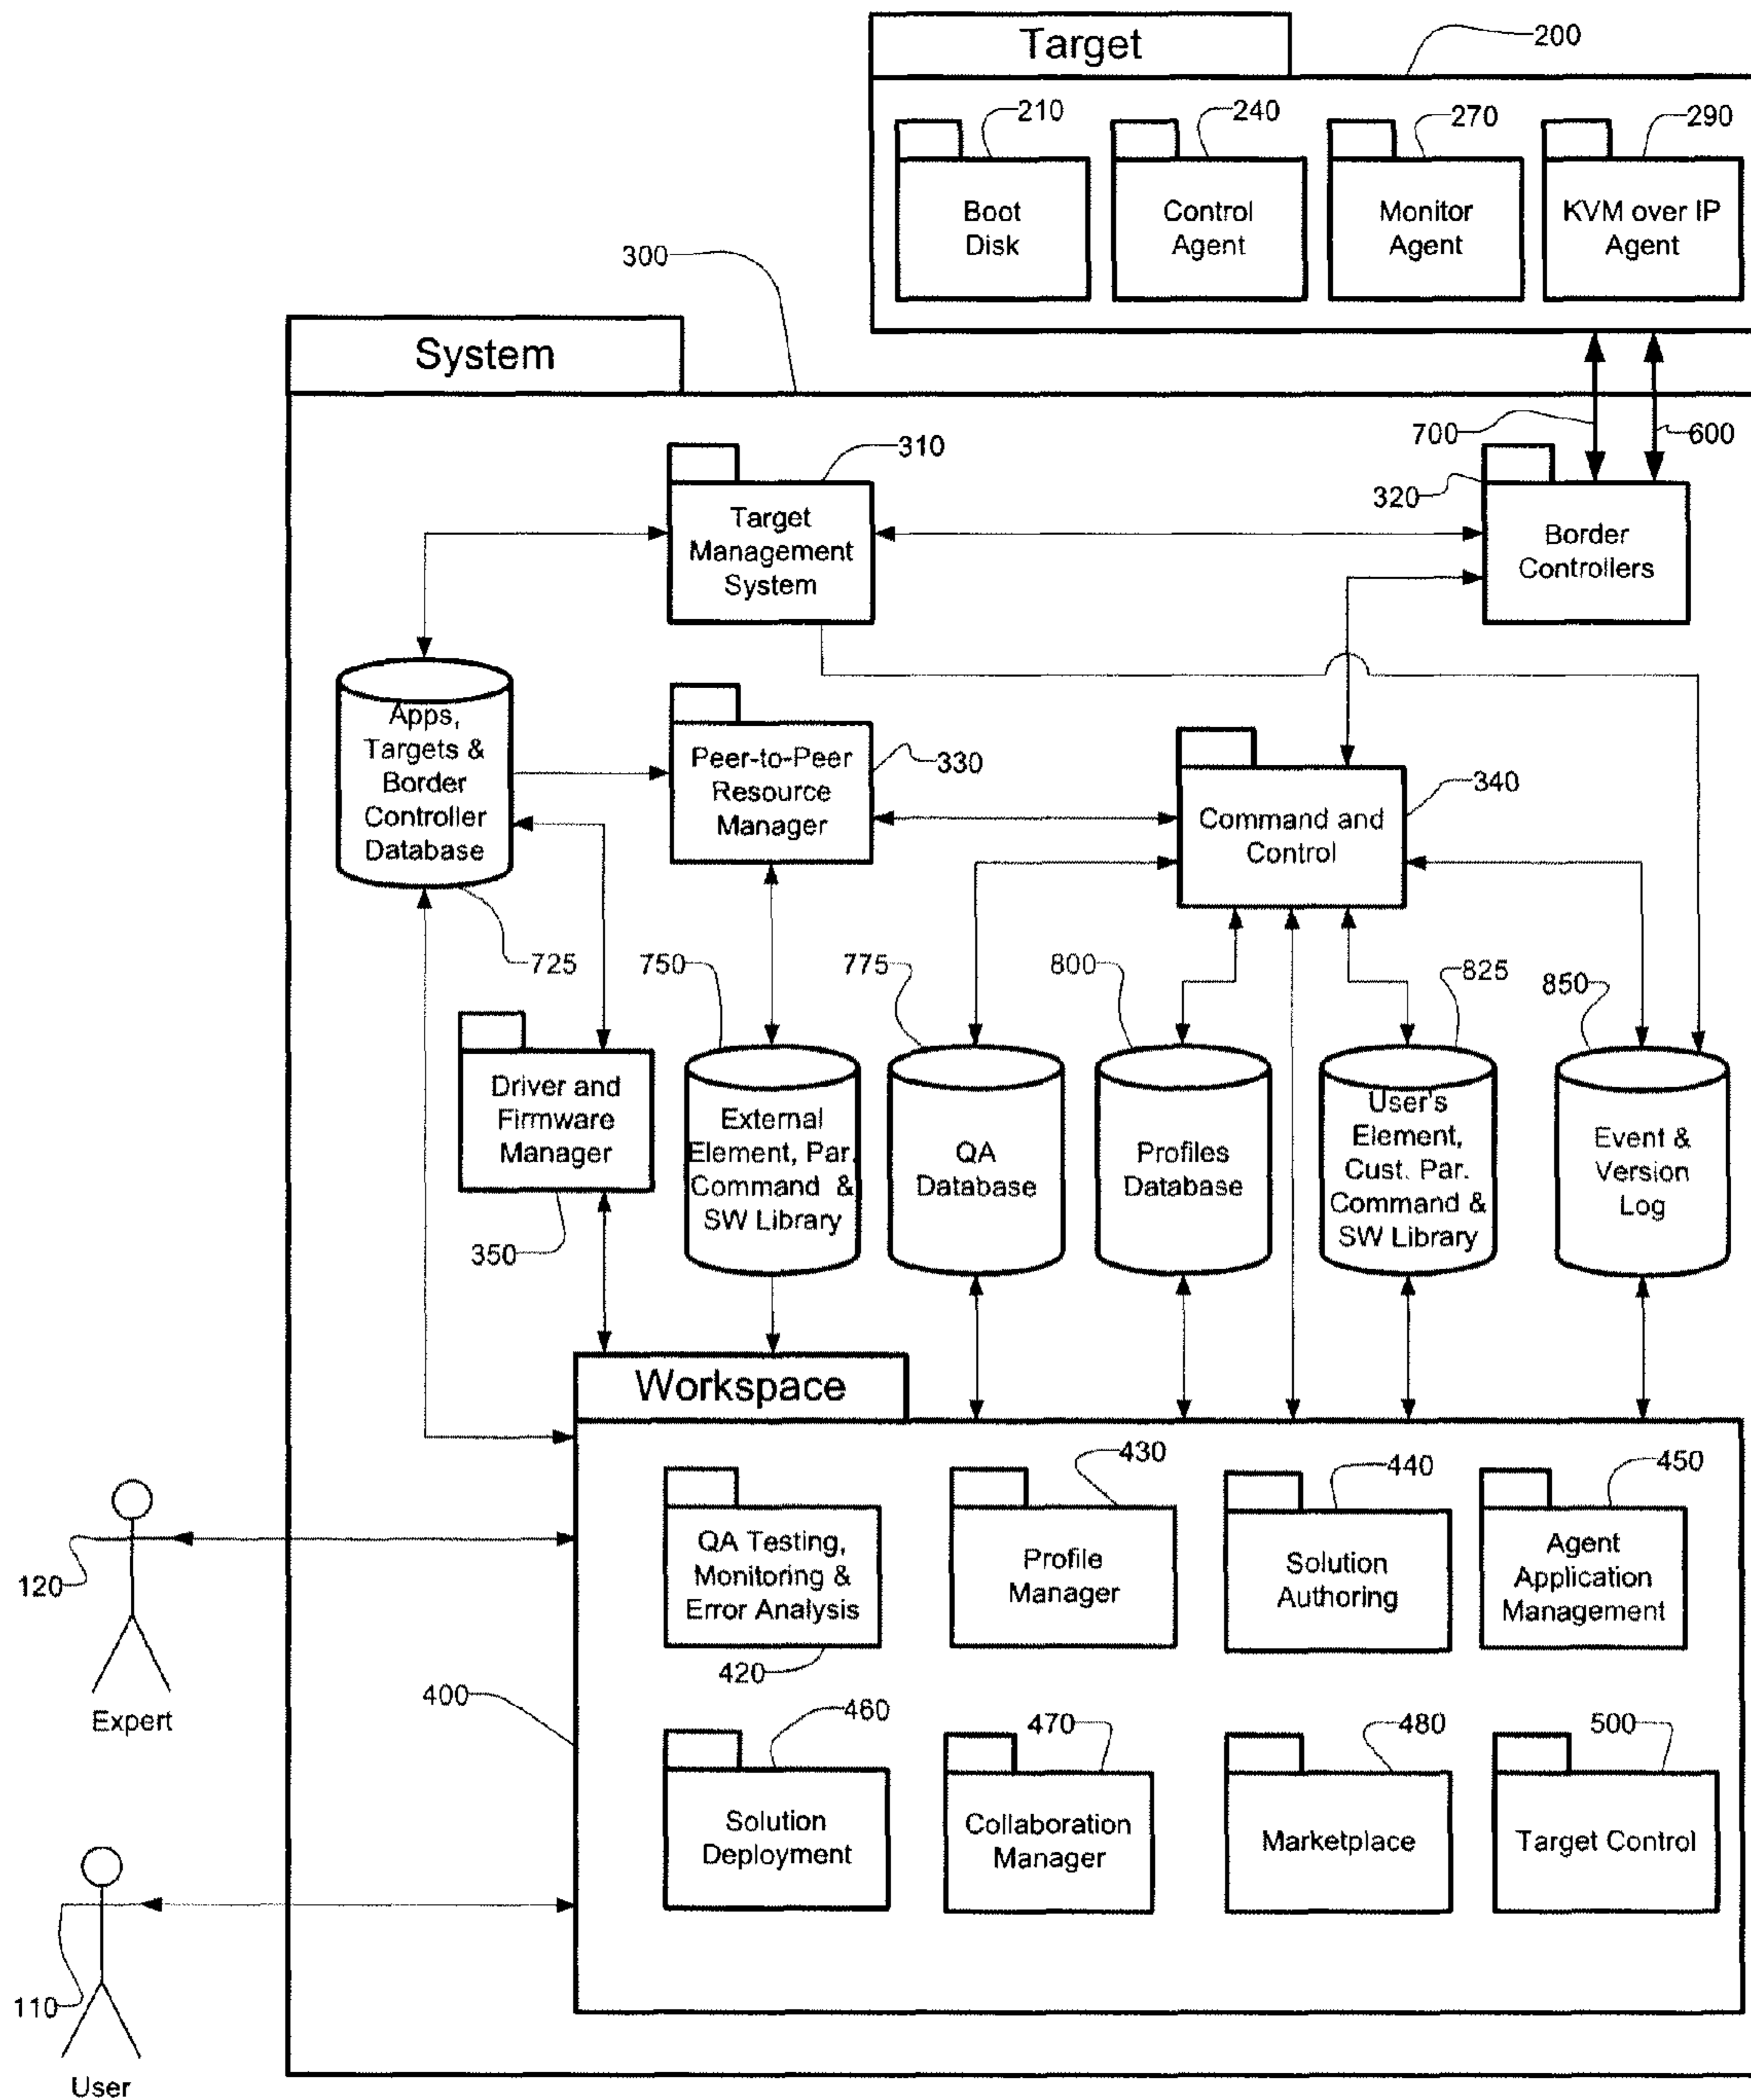 Target
200
210
240
270
290
Boot
Disk
Control
Agent
Monitor
Agent
KVM over IP
Agent
300
System
700
600
310
320
Target
Management
System
Border
Controllers
Apps,
Targets &
Border
Controller
Database
Peer-to-Peer
Resource
Manager
330
340
Command and
Control
725
750
775
800
825
850
Driver and
Firmware
Manager
350
External
Element, Par.
Command &
SW Library
QA
Database
Profiles
Database
User's
Element,
Cust. Par.
Command &
SW Library
Event &
Version
Log
Workspace
430
440
450
QA Testing,
Monitoring &
Error Analysis
420
Profile
Manager
Solution
Authoring
Agent
Application
Management
120
Expert
400
460
470
480
500
Solution
Deployment
Collaboration
Manager
Marketplace
Target Control
110
User